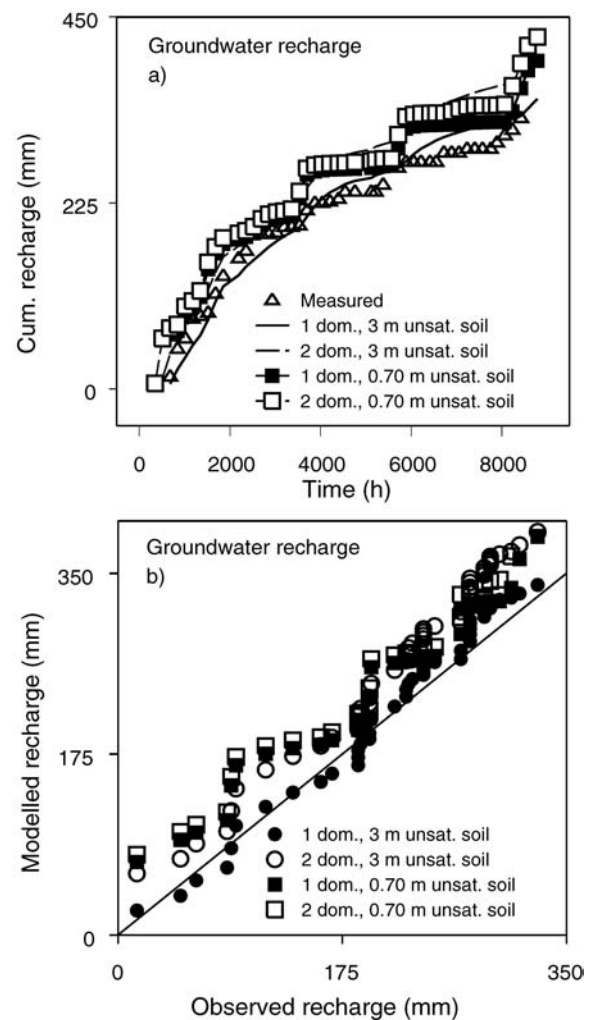 450
Groundwater recharge
a)
225
0
Cum. recharge (mm)
Measured
1 dom., 3 m unsat. soil
2 dom., 3 m unsat. soil
1 dom., 0.70 m unsat. soil
2 dom., 0.70 m unsat. soil
0 2000 4000 6000 8000
Time (h)
Groundwater recharge
b)
350
175
0
Modelled recharge (mm)
1 dom., 3 m unsat. soil
2 dom., 3 m unsat. soil
1 dom., 0.70 m unsat. soil
2 dom., 0.70 m unsat. soil
0 175 350
Observed recharge (mm)